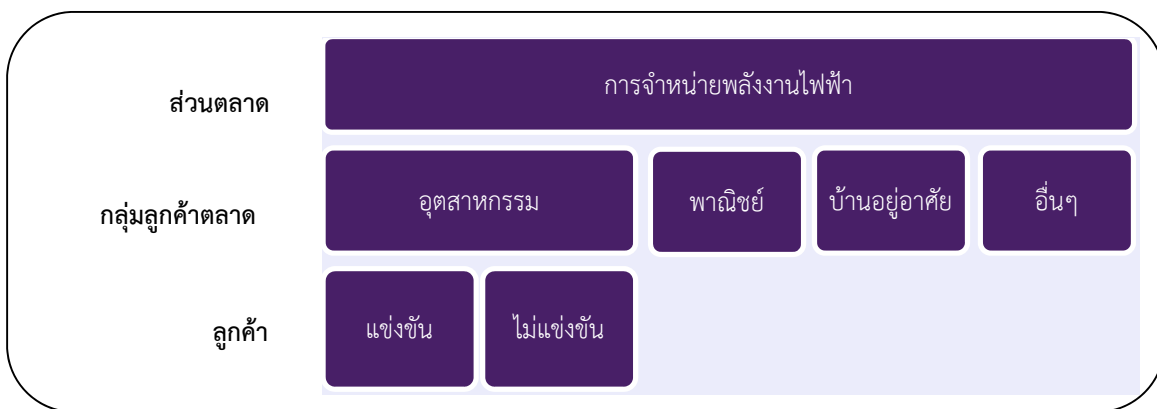 ส่วนตลาด
การจำหน่ายพลังงานไฟฟ้า
กลุ่มลูกค้าตลาด
อุตสาหกรรม
พาณิชย์
บ้านอยู่อาศัย
อื่นๆ
ลูกค้า
แข่งขัน
ไม่แข่งขัน